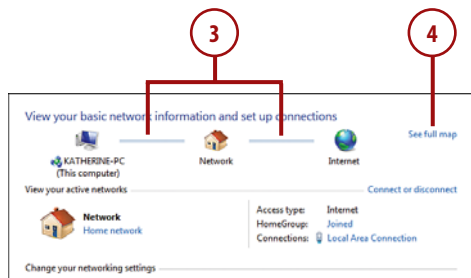 3
4
View your basic network information and set up connections
See full map
KATHERINE-PC
(This computer)
Network
Internet
View your active networks
Connect or disconnect
Network
Home network
Access type: Internet
HomeGroup: Joined
Connections: Local Area Connection
Change your networking settings